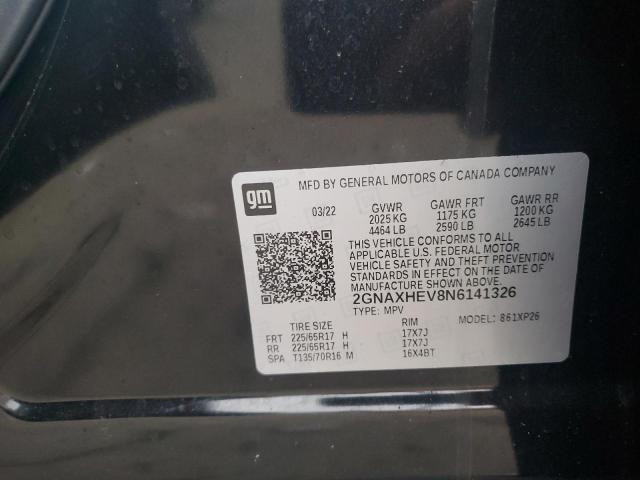 gm
MFD BY GENERAL MOTORS OF CANADA COMPANY
03/22
GVWR GAWR FRT GAWR RR
2025 KG 1175 KG 1200 KG
4464 LB 2590 LB 2645 LB
THIS VEHICLE CONFORMS TO ALL
APPLICABLE U.S. FEDERAL MOTOR
VEHICLE SAFETY AND THEFT PREVENTION
STANDARDS IN EFFECT ON THE DATE OF
MANUFACTURE SHOWN ABOVE.
2GNAXHEV8N6141326
TYPE: MPV MODEL: 861XP26
TIRE SIZE RIM
FRT 225/65R17 H 17X7J
RR 225/65R17 H 17X7J
SPA T135/70R16 M 16X4BT